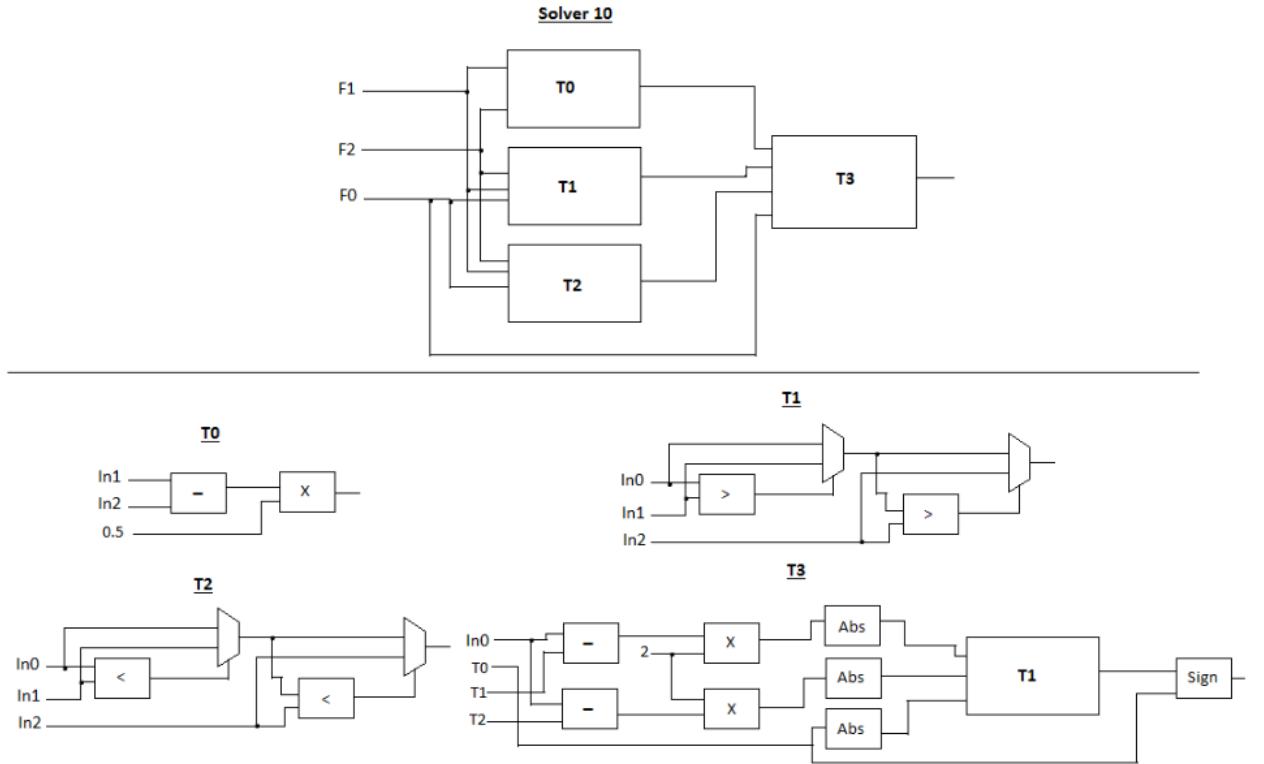 Solver 10
F1
F2
F0
T0
T1
T2
T3
T0
In1
In2
0.5
–
X
T1
In0
In1
In2
>
>
T2
In0
In1
In2
<
<
T3
In0
T0
T1
T2
–
–
2
X
X
Abs
Abs
Abs
T1
Sign